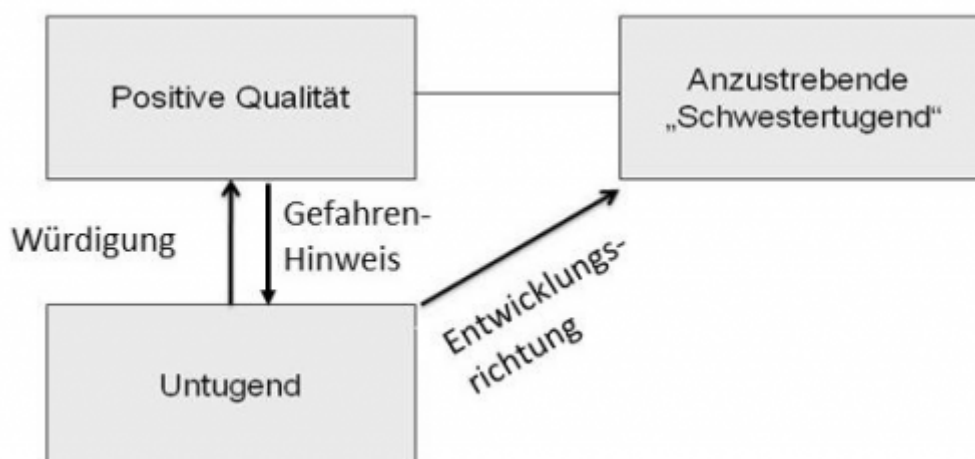 Positive Qualität
Anzustrebende
„Schwestertugend“
Würdigung
Gefahren-
Hinweis
Entwicklungs-
richtung
Untugend